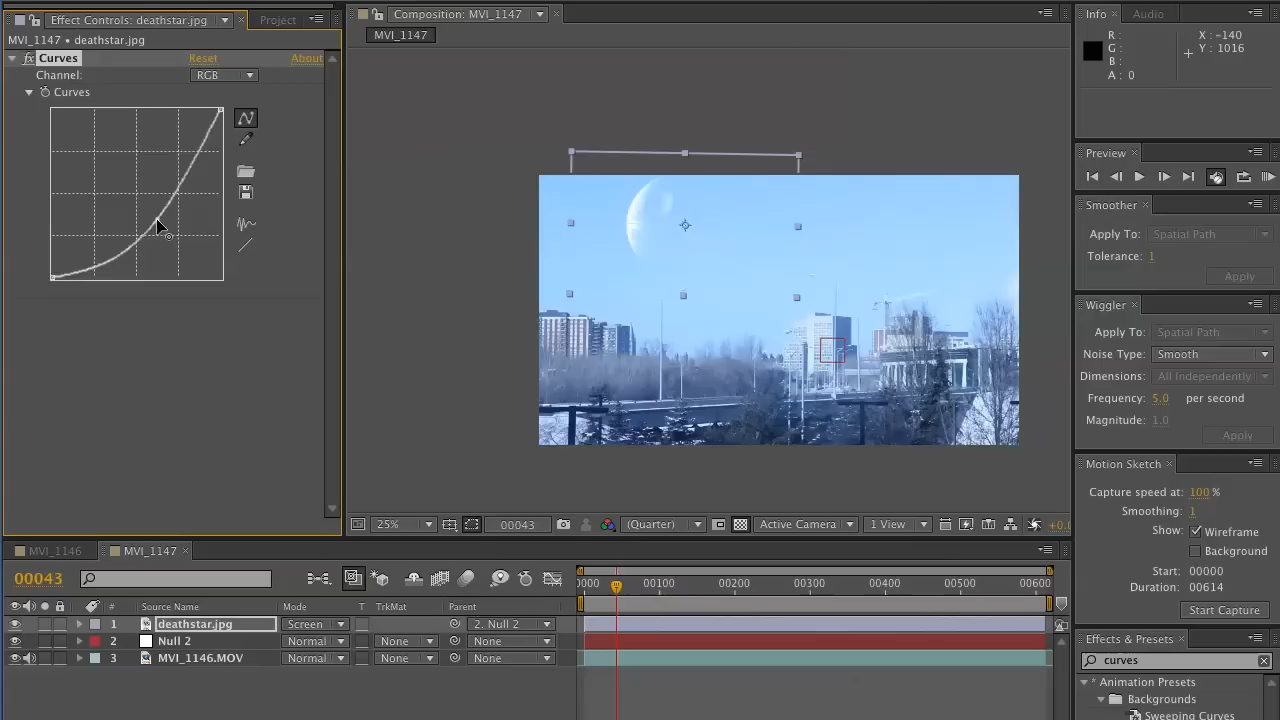 Effect Controls: deathstar.jpg
Project
MVI_1147 • deathstar.jpg
fx Curves Reset About
Channel: RGB
Curves
Composition: MVI_1147
MVI_1147
25% 00043 (Quarter) Active Camera 1 View +0.0
Info Audio
R : X : -140
G : Y : 1016
B :
A : 0
Preview
Smoother
Apply To: Spatial Path
Tolerance: 1
Apply
Wiggler
Apply To: Spatial Path
Noise Type: Smooth
Dimensions: All Independently
Frequency: 5.0 per second
Magnitude: 1.0
Apply
Motion Sketch
Capture speed at: 100 %
Smoothing: 1
Show: Wireframe
Background
Start: 00000
Duration: 00614
Start Capture
Effects & Presets
curves
* Animation Presets
Backgrounds
Sweeping Curves
MVI_1146 MVI_1147
00043
0000 00100 00200 00300 00400 00500 00600
# Source Name Mode T TrkMat Parent
1 deathstar.jpg Screen 2. Null 2
2 Null 2 Normal None None
3 MVI_1146.MOV Normal None None